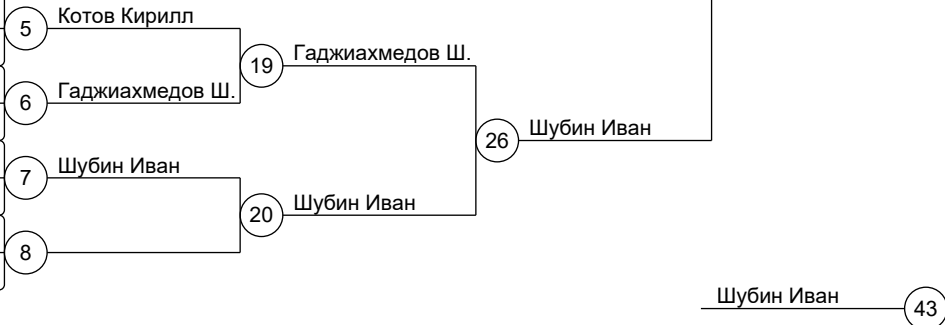 5 Котов Кирилл
19 Гаджиахмедов Ш.
6 Гаджиахмедов Ш.
26 Шубин Иван
7 Шубин Иван
20 Шубин Иван
8
Шубин Иван 43